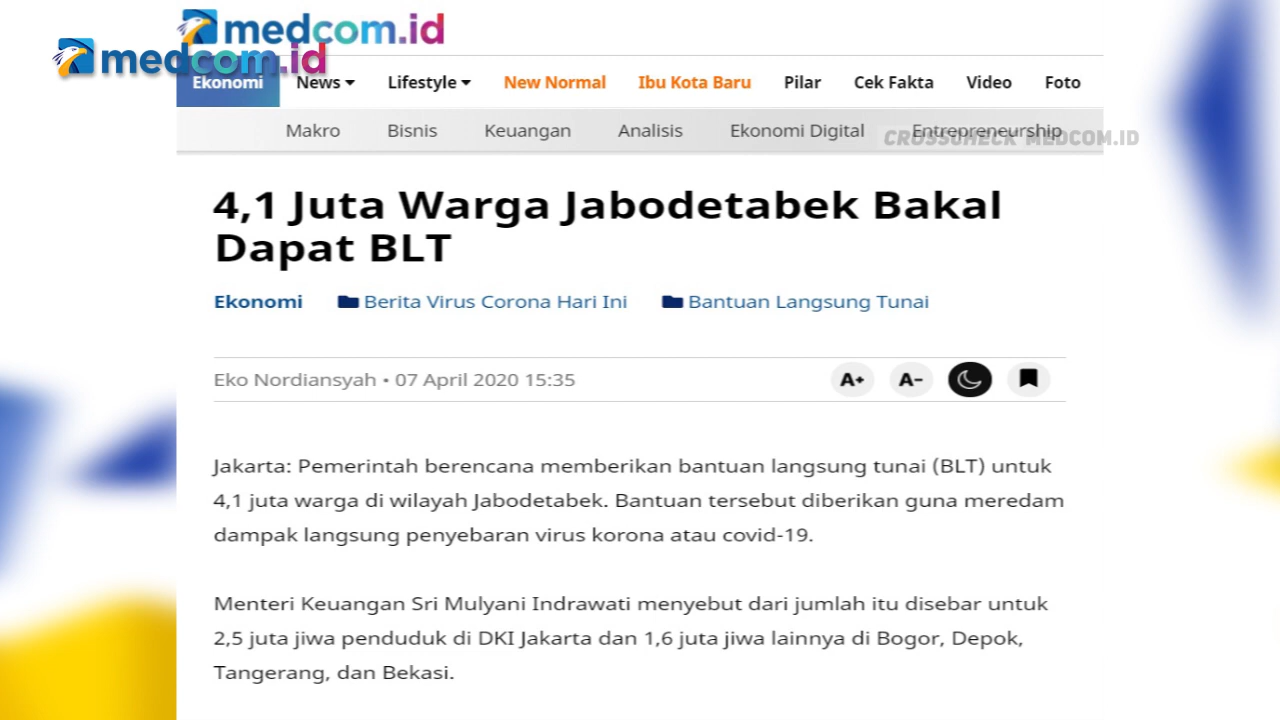 medcom.id
medcom.id
Ekonomi News Lifestyle New Normal Ibu Kota Baru Pilar Cek Fakta Video Foto
Makro Bisnis Keuangan Analisis Ekonomi Digital Entrepreneurship
CROSSCHECK MEDCOM.ID
4,1 Juta Warga Jabodetabek Bakal
Dapat BLT
Ekonomi Berita Virus Corona Hari Ini Bantuan Langsung Tunai
Eko Nordiansyah • 07 April 2020 15:35 A+ A-
Jakarta: Pemerintah berencana memberikan bantuan langsung tunai (BLT) untuk
4,1 juta warga di wilayah Jabodetabek. Bantuan tersebut diberikan guna meredam
dampak langsung penyebaran virus korona atau covid-19.
Menteri Keuangan Sri Mulyani Indrawati menyebut dari jumlah itu disebar untuk
2,5 juta jiwa penduduk di DKI Jakarta dan 1,6 juta jiwa lainnya di Bogor, Depok,
Tangerang, dan Bekasi.